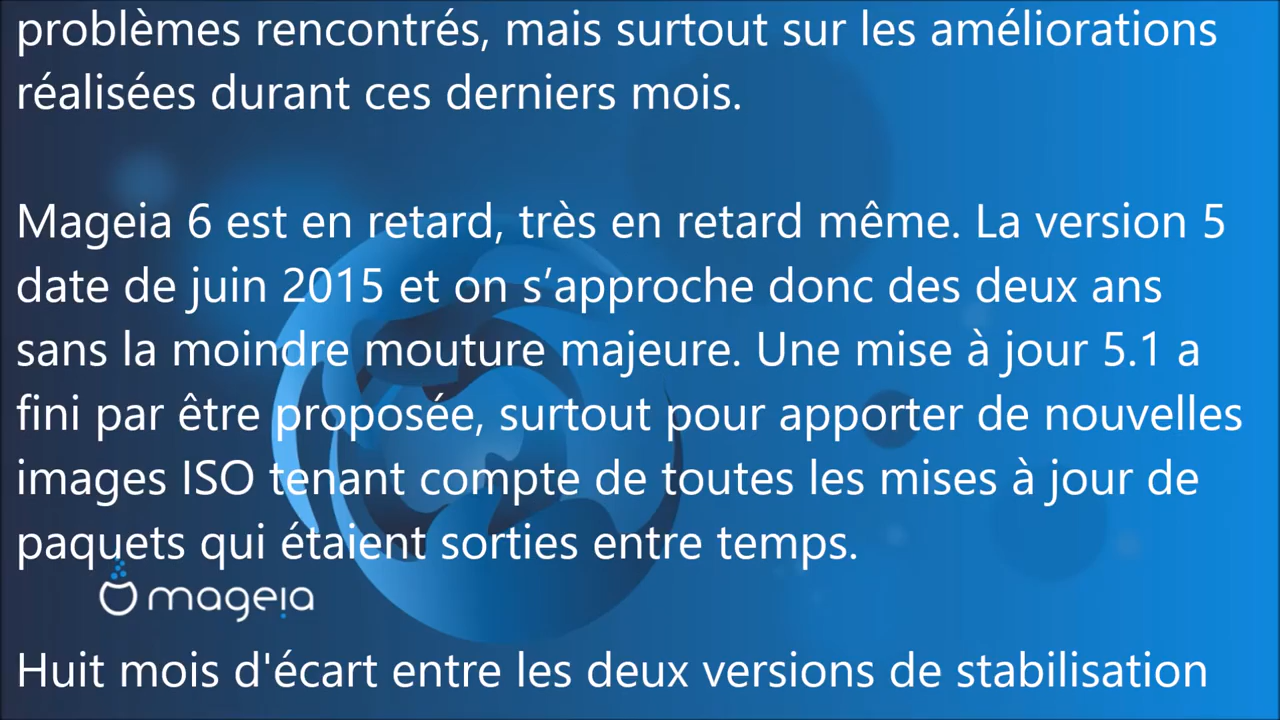 problèmes rencontrés, mais surtout sur les améliorations
réalisées durant ces derniers mois.
Mageia 6 est en retard, très en retard même. La version 5
date de juin 2015 et on s’approche donc des deux ans
sans la moindre mouture majeure. Une mise à jour 5.1 a
fini par être proposée, surtout pour apporter de nouvelles
images ISO tenant compte de toutes les mises à jour de
paquets qui étaient sorties entre temps.
mageia
Huit mois d'écart entre les deux versions de stabilisation